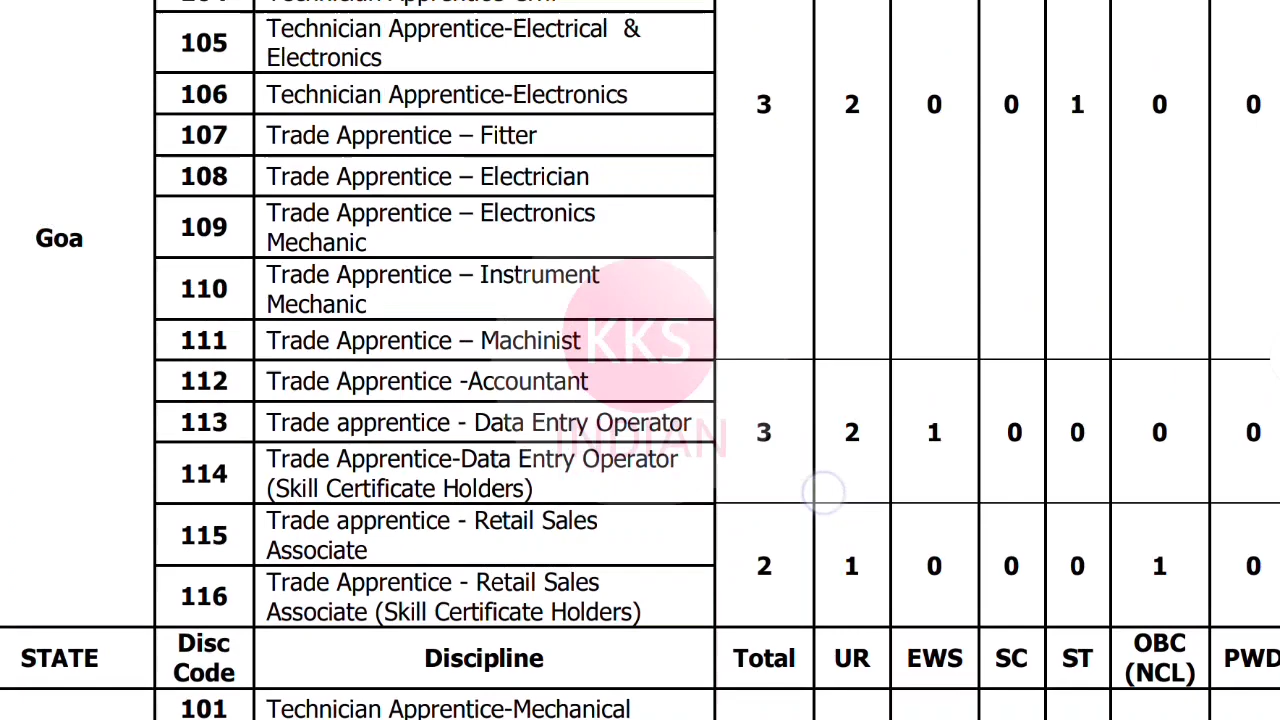 105
Technician Apprentice-Electrical &
Electronics
106
Technician Apprentice-Electronics
3 2 0 0 1 0 0
107
Trade Apprentice – Fitter
108
Trade Apprentice – Electrician
Goa
109
Trade Apprentice – Electronics
Mechanic
110
Trade Apprentice – Instrument
Mechanic
111
Trade Apprentice – Machinist
112
Trade Apprentice -Accountant
113
Trade apprentice - Data Entry Operator
3 2 1 0 0 0 0
114
Trade Apprentice-Data Entry Operator
(Skill Certificate Holders)
115
Trade apprentice - Retail Sales
Associate
2 1 0 0 0 1 0
116
Trade Apprentice - Retail Sales
Associate (Skill Certificate Holders)
STATE
Disc
Code
Discipline
Total
UR
EWS
SC
ST
OBC
(NCL)
PWD
101
Technician Apprentice-Mechanical
KKS
INDIAN